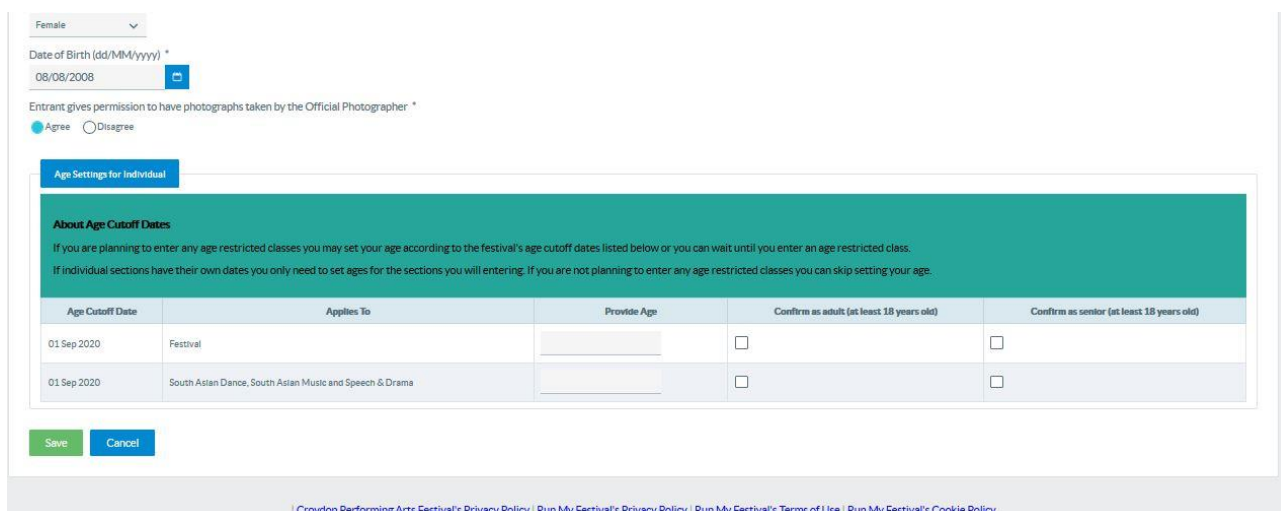 Female
Date of Birth (dd/MM/yyyy) *
08/08/2008
Entrant gives permission to have photographs taken by the Official Photographer *
Agree Disagree
Age Settings for Individual
About Age Cutoff Dates
If you are planning to enter any age restricted classes you may set your age according to the festival's age cutoff dates listed below or you can wait until you enter an age restricted class.
If individual sections have their own dates you only need to set ages for the sections you will entering. If you are not planning to enter any age restricted classes you can skip setting your age.
Age Cutoff Date Applies To Provide Age Confirm as adult (at least 18 years old) Confirm as senior (at least 18 years old)
01 Sep 2020 Festival
01 Sep 2020 South Asian Dance, South Asian Music and Speech & Drama
Save Cancel
| Croydon Performing Arts Festival's Privacy Policy | Run My Festival's Privacy Policy | Run My Festival's Terms of Use | Run My Festival's Cookie Policy